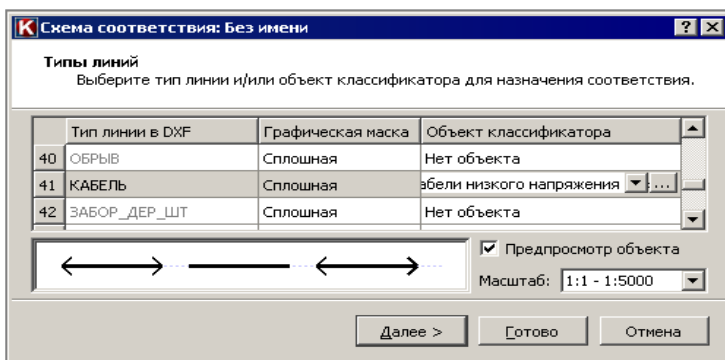 Схема соответствия: Без имени
Типы линий
Выберите тип линии и/или объект классификатора для назначения соответствия.
Тип линии в DXF Графическая маска Объект классификатора
40 ОБРЫВ Сплошная Нет объекта
41 КАБЕЛЬ Сплошная абели низкого напряжения ...
42 ЗАБОР_ДЕР_ШТ Сплошная Нет объекта
Предпросмотр объекта
Масштаб: 1:1 - 1:5000
Далее > Готово Отмена